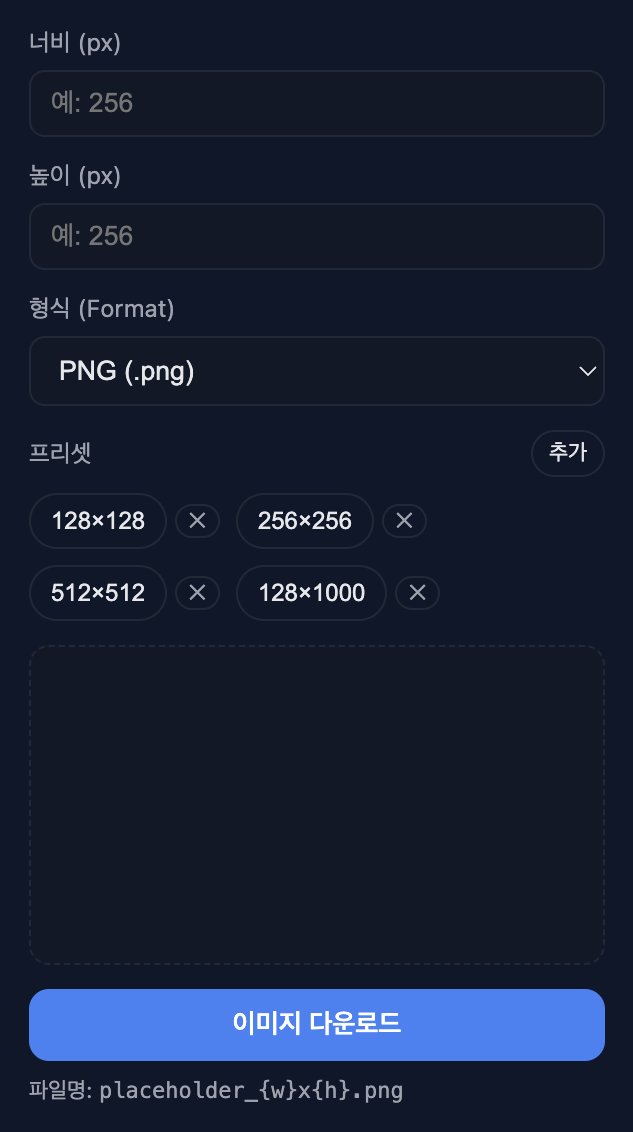 너비 (px)
예: 256
높이 (px)
예: 256
형식 (Format)
PNG (.png)
프리셋 추가
128×128 × 256×256 ×
512×512 × 128×1000 ×
이미지 다운로드
파일명: placeholder_{w}x{h}.png